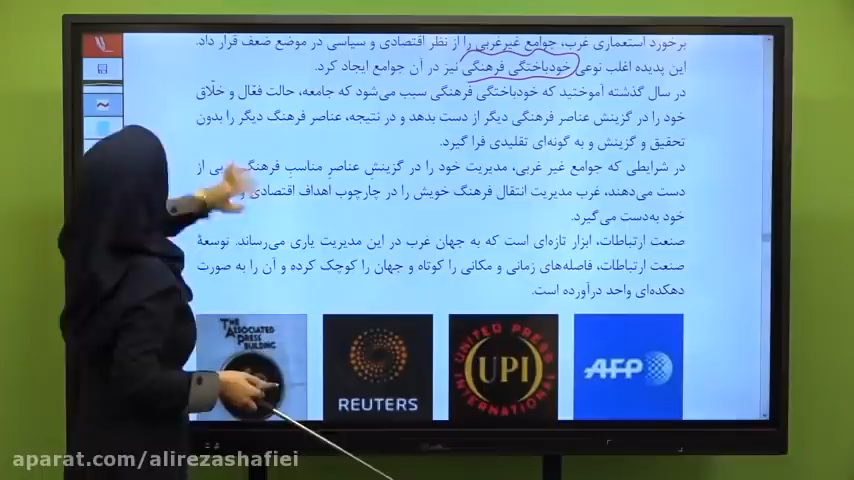 برخورد استعماری غرب، جوامع غیرغربی را از نظر اقتصادی و سیاسی در موضع ضعف قرار داد.
این پدیده اغلب نوعی خودباختگی فرهنگی نیز در آن جوامع ایجاد کرد.
در سال گذشته آموختید که خودباختگی فرهنگی سبب می‌شود که جامعه، حالت فعّال و خلّاق
خود را در گزینش عناصر فرهنگی دیگر از دست بدهد و در نتیجه، عناصر فرهنگ دیگر را بدون
تحقیق و گزینش و به گونه‌ای تقلیدی فرا گیرد.
در شرایطی که جوامع غیر غربی، مدیریت خود را در گزینش عناصر مناسب فرهنگ از
دست می‌دهند، غرب مدیریت انتقال فرهنگ خویش را در چارچوب اهداف اقتصادی و
خود به‌دست می‌گیرد.
صنعت ارتباطات، ابزار تازه‌ای است که به جهان غرب در این مدیریت یاری می‌رساند. توسعهٔ
صنعت ارتباطات، فاصله‌های زمانی و مکانی را کوتاه و جهان را کوچک کرده و آن را به صورت
دهکده‌ای واحد درآورده است.
THE
ASSOCIATED
PRESS
BUILDING
REUTERS
UNITED PRESS
UPI
INTERNATIONAL
AFP
aparat.com/alirezashafiei